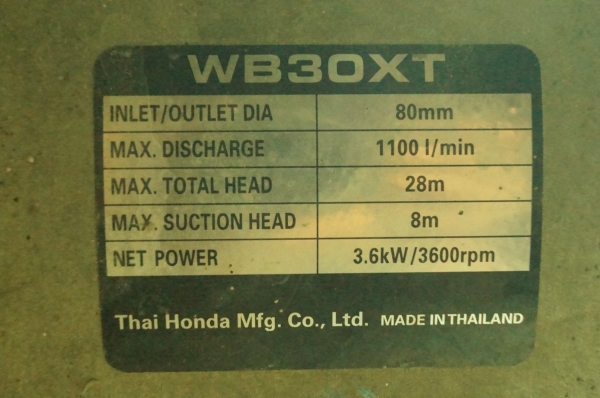 WB30XT
INLET/OUTLET DIA 80mm
MAX. DISCHARGE 1100 l/min
MAX. TOTAL HEAD 28m
MAX. SUCTION HEAD 8m
NET POWER 3.6kW/3600rpm
Thai Honda Mfg. Co., Ltd. MADE IN THAILAND